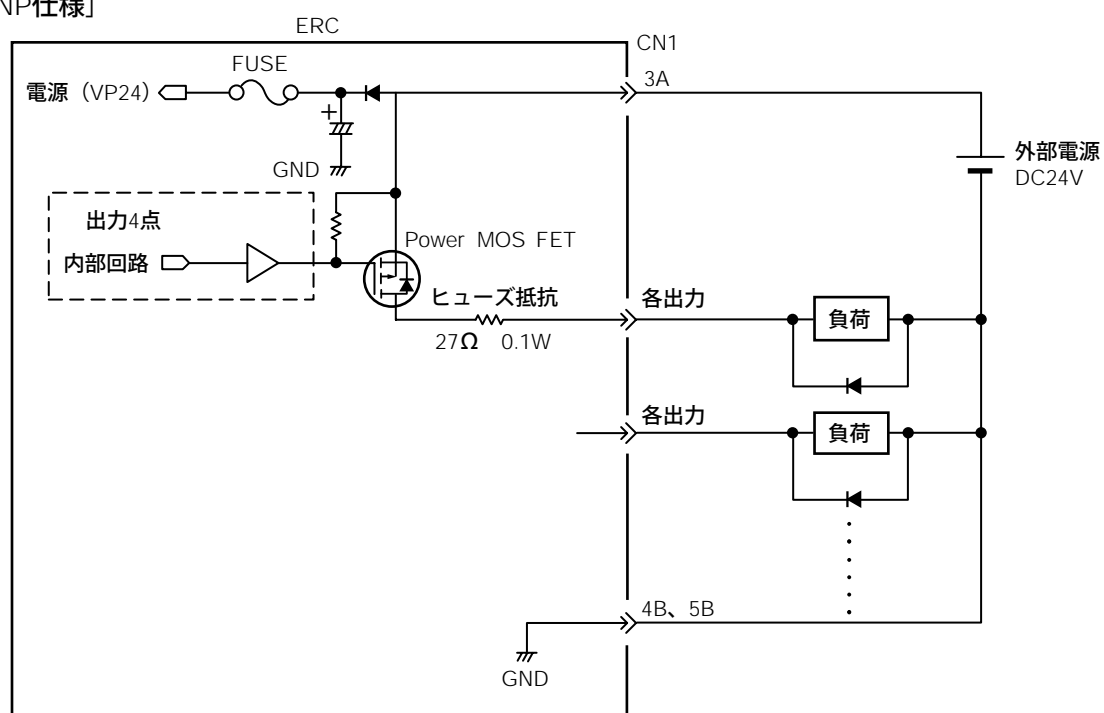 NP仕様］
ERC
CN1
FUSE
3A
電源（VP24）
+
外部電源
DC24V
GND
出力4点
Power MOS FET
内部回路
ヒューズ抵抗
各出力
負荷
27Ω 0.1W
各出力
負荷
4B、5B
GND